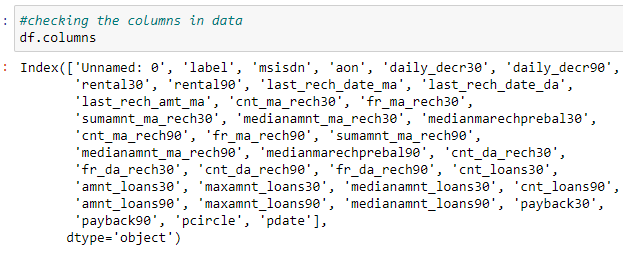 : #checking the columns in data
df.columns
: Index(['Unnamed: 0', 'label', 'msisdn', 'aon', 'daily_decr30', 'daily_decr90',
'rental30', 'rental90', 'last_rech_date_ma', 'last_rech_date_da',
'last_rech_amt_ma', 'cnt_ma_rech30', 'fr_ma_rech30',
'sumamnt_ma_rech30', 'medianamnt_ma_rech30', 'medianmarechprebal30',
'cnt_ma_rech90', 'fr_ma_rech90', 'sumamnt_ma_rech90',
'medianamnt_ma_rech90', 'medianmarechprebal90', 'cnt_da_rech30',
'fr_da_rech30', 'cnt_da_rech90', 'fr_da_rech90', 'cnt_loans30',
'amnt_loans30', 'maxamnt_loans30', 'medianamnt_loans30', 'cnt_loans90',
'amnt_loans90', 'maxamnt_loans90', 'medianamnt_loans90', 'payback30',
'payback90', 'pcircle', 'pdate'],
dtype='object')